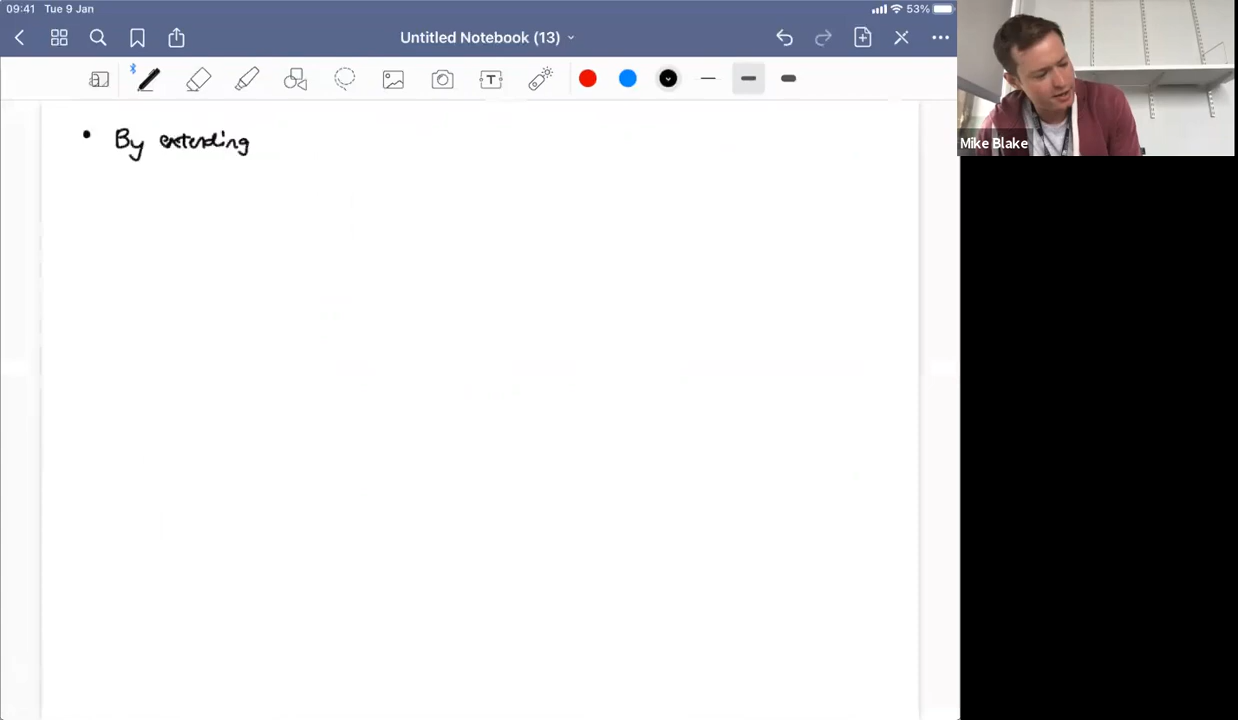 09:41 Tue 9 Jan 53%
Untitled Notebook (13)
T
• By extending
Mike Blake